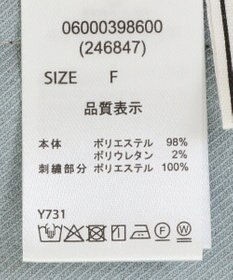 06000398600
(246847)
SIZE F
品質表示
本体 ポリエステル 98%
ポリウレタン 2%
刺繍部分 ポリエステル 100%
Y731